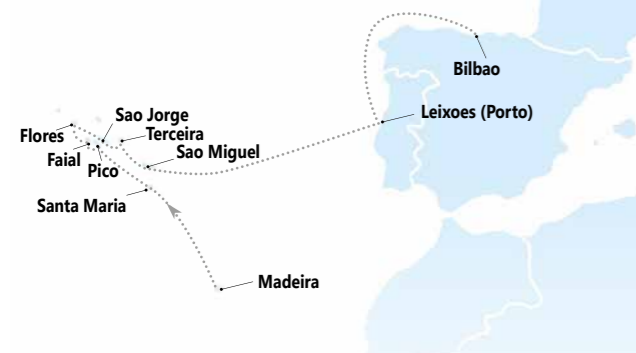 Bilbao
Leixoes (Porto)
Sao Jorge
Terceira
Flores
Sao Miguel
Faial
Pico
Santa Maria
Madeira